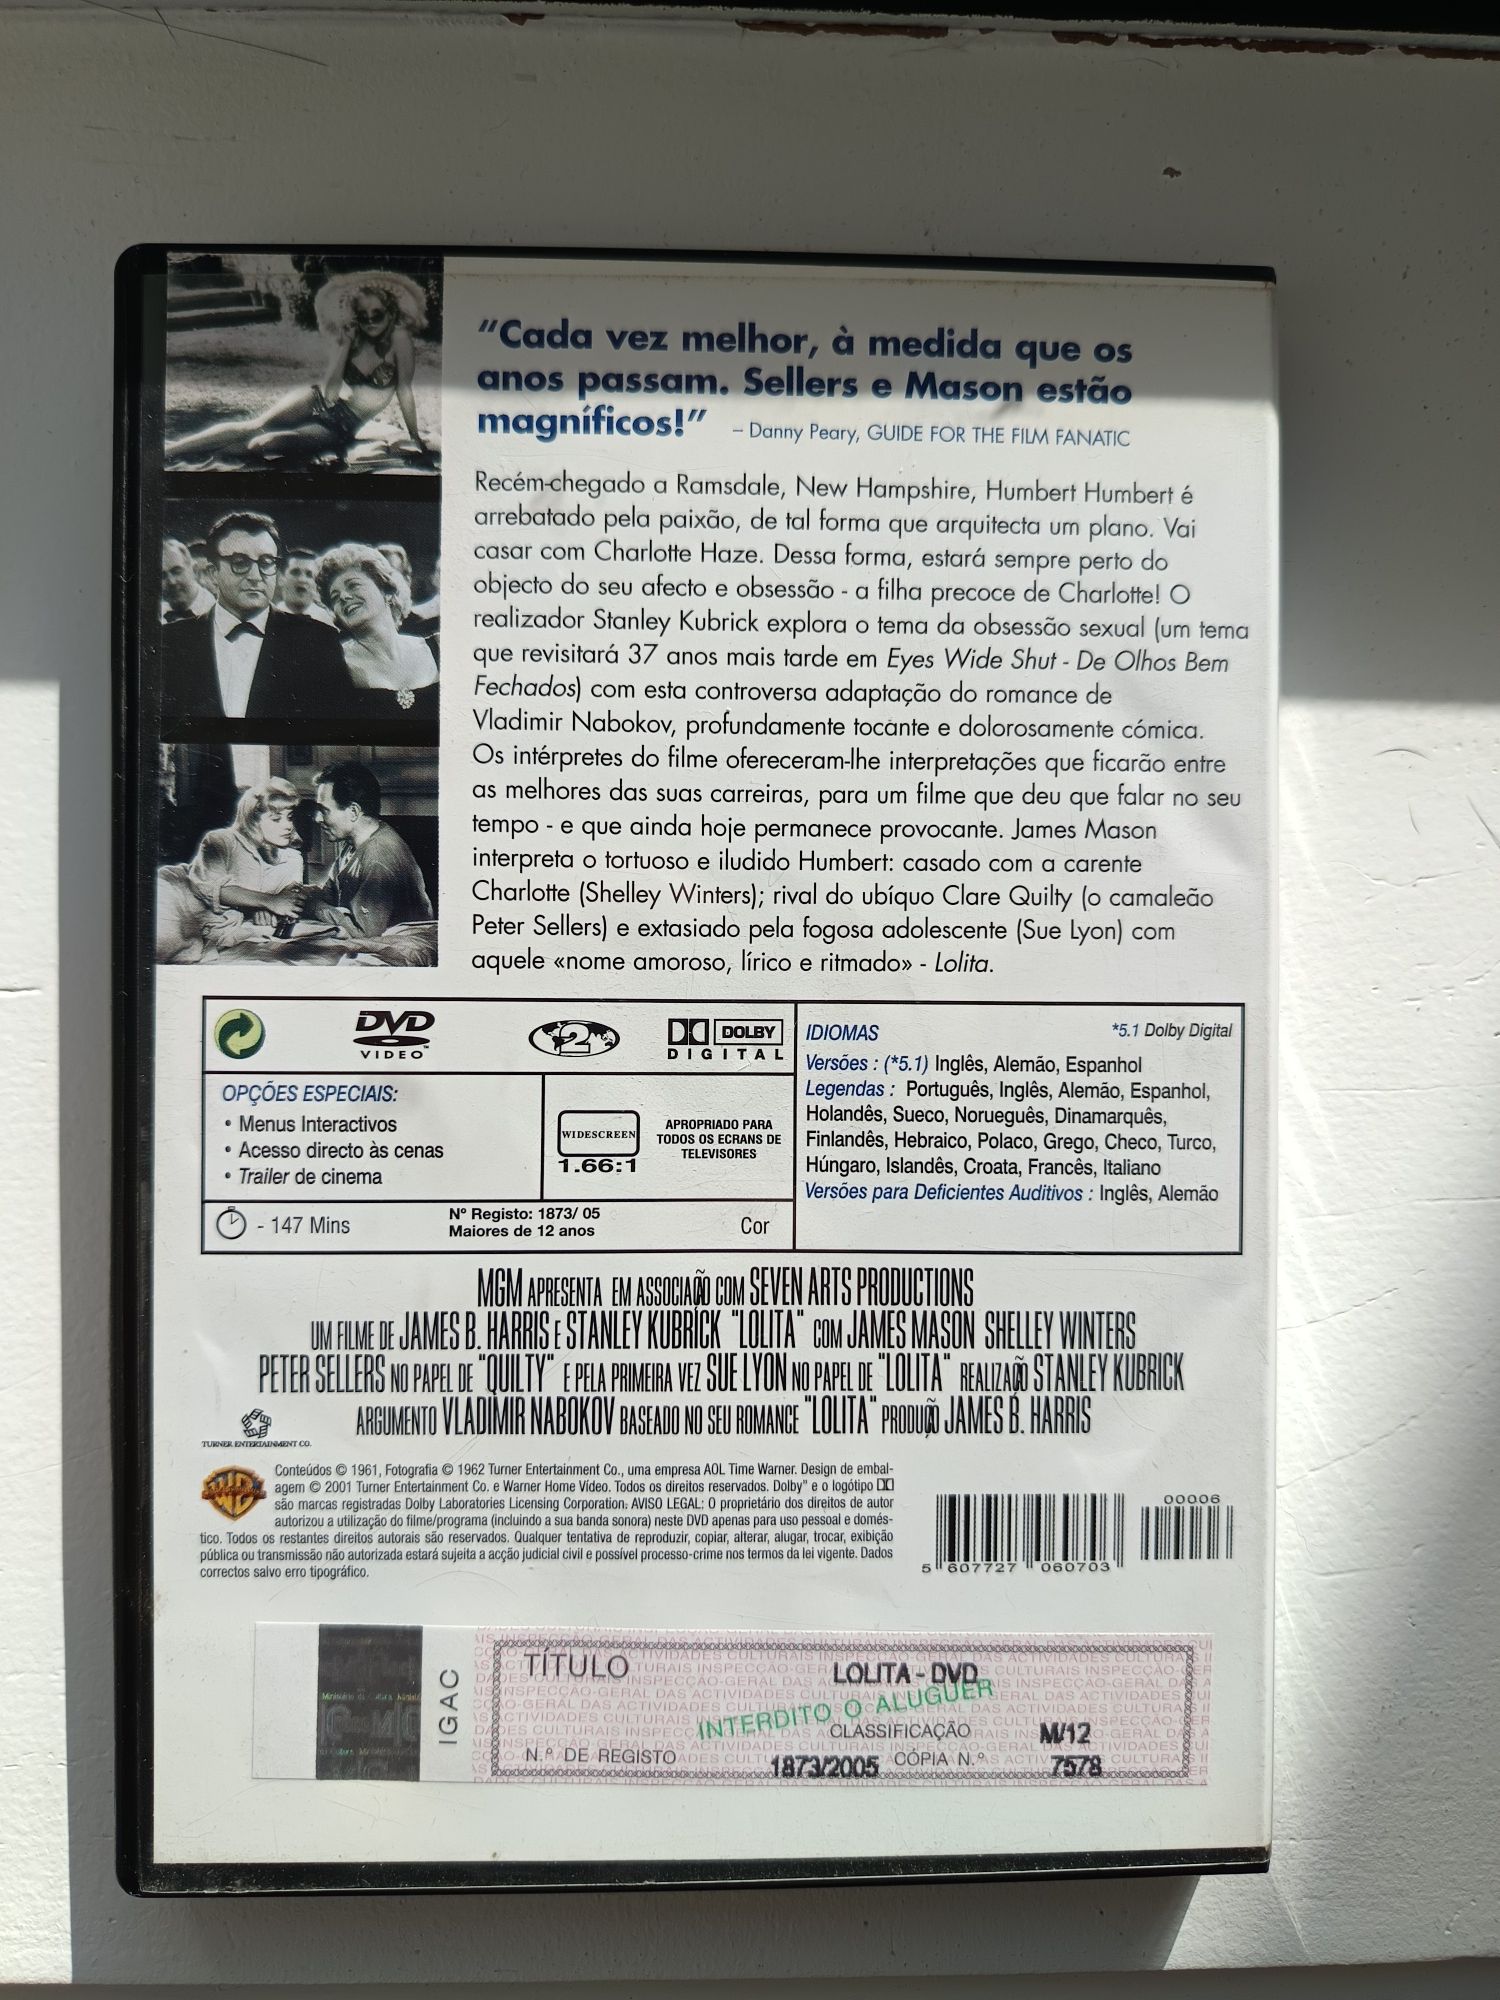 "Cada vez melhor, à medida que os
anos passam. Sellers e Mason estão
magníficos!" – Danny Peary, GUIDE FOR THE FILM FANATIC
Recém-chegado a Ramsdale, New Hampshire, Humbert Humbert é
arrebatado pela paixão, de tal forma que arquitecta um plano. Vai
casar com Charlotte Haze. Dessa forma, estará sempre perto do
objecto do seu afecto e obsessão - a filha precoce de Charlotte! O
realizador Stanley Kubrick explora o tema da obsessão sexual (um tema
que revisitará 37 anos mais tarde em Eyes Wide Shut - De Olhos Bem
Fechados) com esta controversa adaptação do romance de
Vladimir Nabokov, profundamente tocante e dolorosamente cómica.
Os intérpretes do filme ofereceram-lhe interpretações que ficarão entre
as melhores das suas carreiras, para um filme que deu que falar no seu
tempo - e que ainda hoje permanece provocante. James Mason
interpreta o tortuoso e iludido Humbert: casado com a carente
Charlotte (Shelley Winters); rival do ubíquo Clare Quilty (o camaleão
Peter Sellers) e extasiado pela fogosa adolescente (Sue Lyon) com
aquele «nome amoroso, lírico e ritmado» - Lolita.
DVD
VIDEO™
2
DOLBY
DIGITAL
OPÇÕES ESPECIAIS:
• Menus Interactivos
• Acesso directo às cenas
• Trailer de cinema
WIDESCREEN
1.66:1
APROPRIADO PARA
TODOS OS ECRANS DE
TELEVISORES
- 147 Mins
Nº Registo: 1873/ 05
Maiores de 12 anos
Cor
IDIOMAS *5.1 Dolby Digital
Versões : (*5.1) Inglês, Alemão, Espanhol
Legendas : Português, Inglês, Alemão, Espanhol,
Holandês, Sueco, Norueguês, Dinamarquês,
Finlandês, Hebraico, Polaco, Grego, Checo, Turco,
Húngaro, Islandês, Croata, Francês, Italiano
Versões para Deficientes Auditivos : Inglês, Alemão
MGM APRESENTA EM ASSOCIAÇÃO COM SEVEN ARTS PRODUCTIONS
UM FILME DE JAMES B. HARRIS E STANLEY KUBRICK "LOLITA" COM JAMES MASON SHELLEY WINTERS
PETER SELLERS NO PAPEL DE "QUILTY" E PELA PRIMEIRA VEZ SUE LYON NO PAPEL DE "LOLITA" REALIZAÇÃO STANLEY KUBRICK
ARGUMENTO VLADIMIR NABOKOV BASEADO NO SEU ROMANCE "LOLITA" PRODUÇÃO JAMES B. HARRIS
TURNER ENTERTAINMENT CO.
WB
Conteúdos © 1961, Fotografia © 1962 Turner Entertainment Co., uma empresa AOL Time Warner. Design de embal-
agem © 2001 Turner Entertainment Co. e Warner Home Vídeo. Todos os direitos reservados. Dolby" e o logótipo
são marcas registradas Dolby Laboratories Licensing Corporation. AVISO LEGAL: O proprietário dos direitos de autor
autorizou a utilização do filme/programa (incluindo a sua banda sonora) neste DVD apenas para uso pessoal e domés-
tico. Todos os restantes direitos autorais são reservados. Qualquer tentativa de reproduzir, copiar, alterar, alugar, trocar, exibição
pública ou transmissão não autorizada estará sujeita a acção judicial civil e possível processo-crime nos termos da lei vigente. Dados
correctos salvo erro tipográfico.
00006
5 607727 060703
IGAC
TÍTULO LOLITA - DVD
INTERDITO O ALUGUER
CLASSIFICAÇÃO M/12
N.º DE REGISTO 1873/2005 CÓPIA N.º 7578